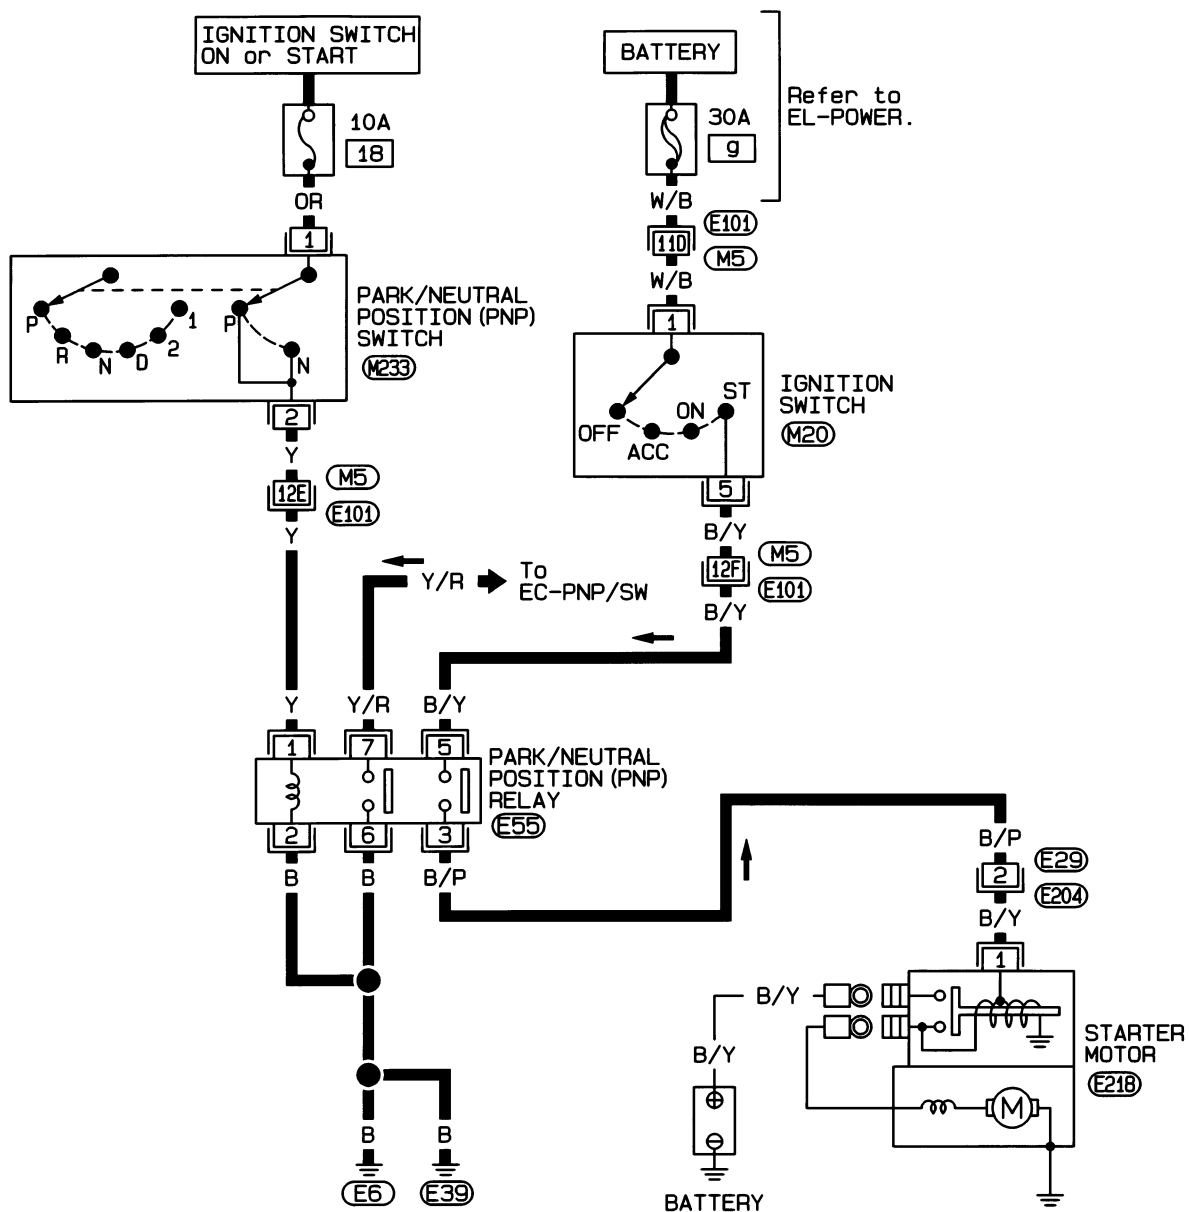 IGNITION SWITCH
ON or START
BATTERY
Refer to
EL-POWER.
10A
18
30A
g
OR
W/B
1
11D
E101
M5
W/B
P
R
N
D
2
1
P
N
PARK/NEUTRAL
POSITION (PNP)
SWITCH
M233
1
OFF
ACC
ON
ST
IGNITION
SWITCH
M20
2
Y
12E
M5
E101
Y
5
B/Y
12F
M5
E101
B/Y
Y/R
To
EC-PNP/SW
Y
Y/R
B/Y
1
7
5
PARK/NEUTRAL
POSITION (PNP)
RELAY
E55
2
6
3
B
B
B/P
B/P
2
E29
E204
B/Y
1
B/Y
B/Y
STARTER
MOTOR
E218
M
B
B
E6
E39
BATTERY